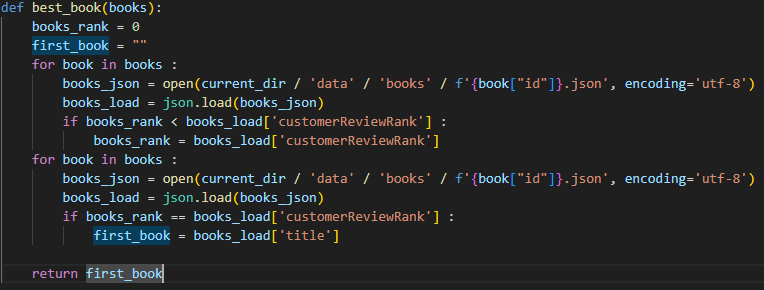 def best_book(books):
    books_rank = 0
    first_book = ""
    for book in books :
        books_json = open(current_dir / 'data' / 'books' / f'{book["id"]}.json', encoding='utf-8')
        books_load = json.load(books_json)
        if books_rank < books_load['customerReviewRank'] :
            books_rank = books_load['customerReviewRank']
    for book in books :
        books_json = open(current_dir / 'data' / 'books' / f'{book["id"]}.json', encoding='utf-8')
        books_load = json.load(books_json)
        if books_rank == books_load['customerReviewRank'] :
            first_book = books_load['title']
    return first_book